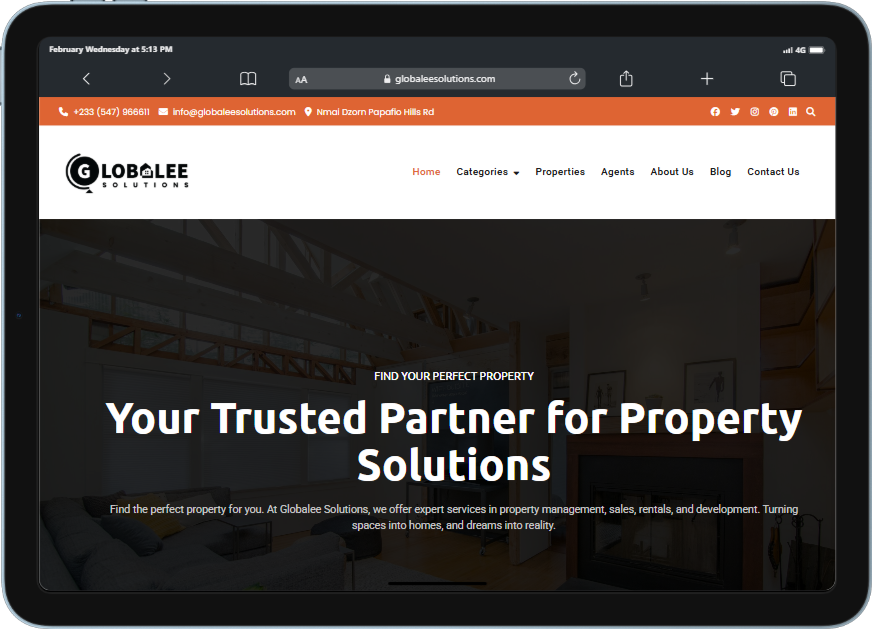 February Wednesday at 5:13 PM
4G
AA
globaleesolutions.com
+233 (547) 966611 info@globaleesolutions.com Nmai Dzorn Papafio Hills Rd
GLOBALEE
SOLUTIONS
Home Categories Properties Agents About Us Blog Contact Us
FIND YOUR PERFECT PROPERTY
Your Trusted Partner for Property
Solutions
Find the perfect property for you. At Globalee Solutions, we offer expert services in property management, sales, rentals, and development. Turning
spaces into homes, and dreams into reality.